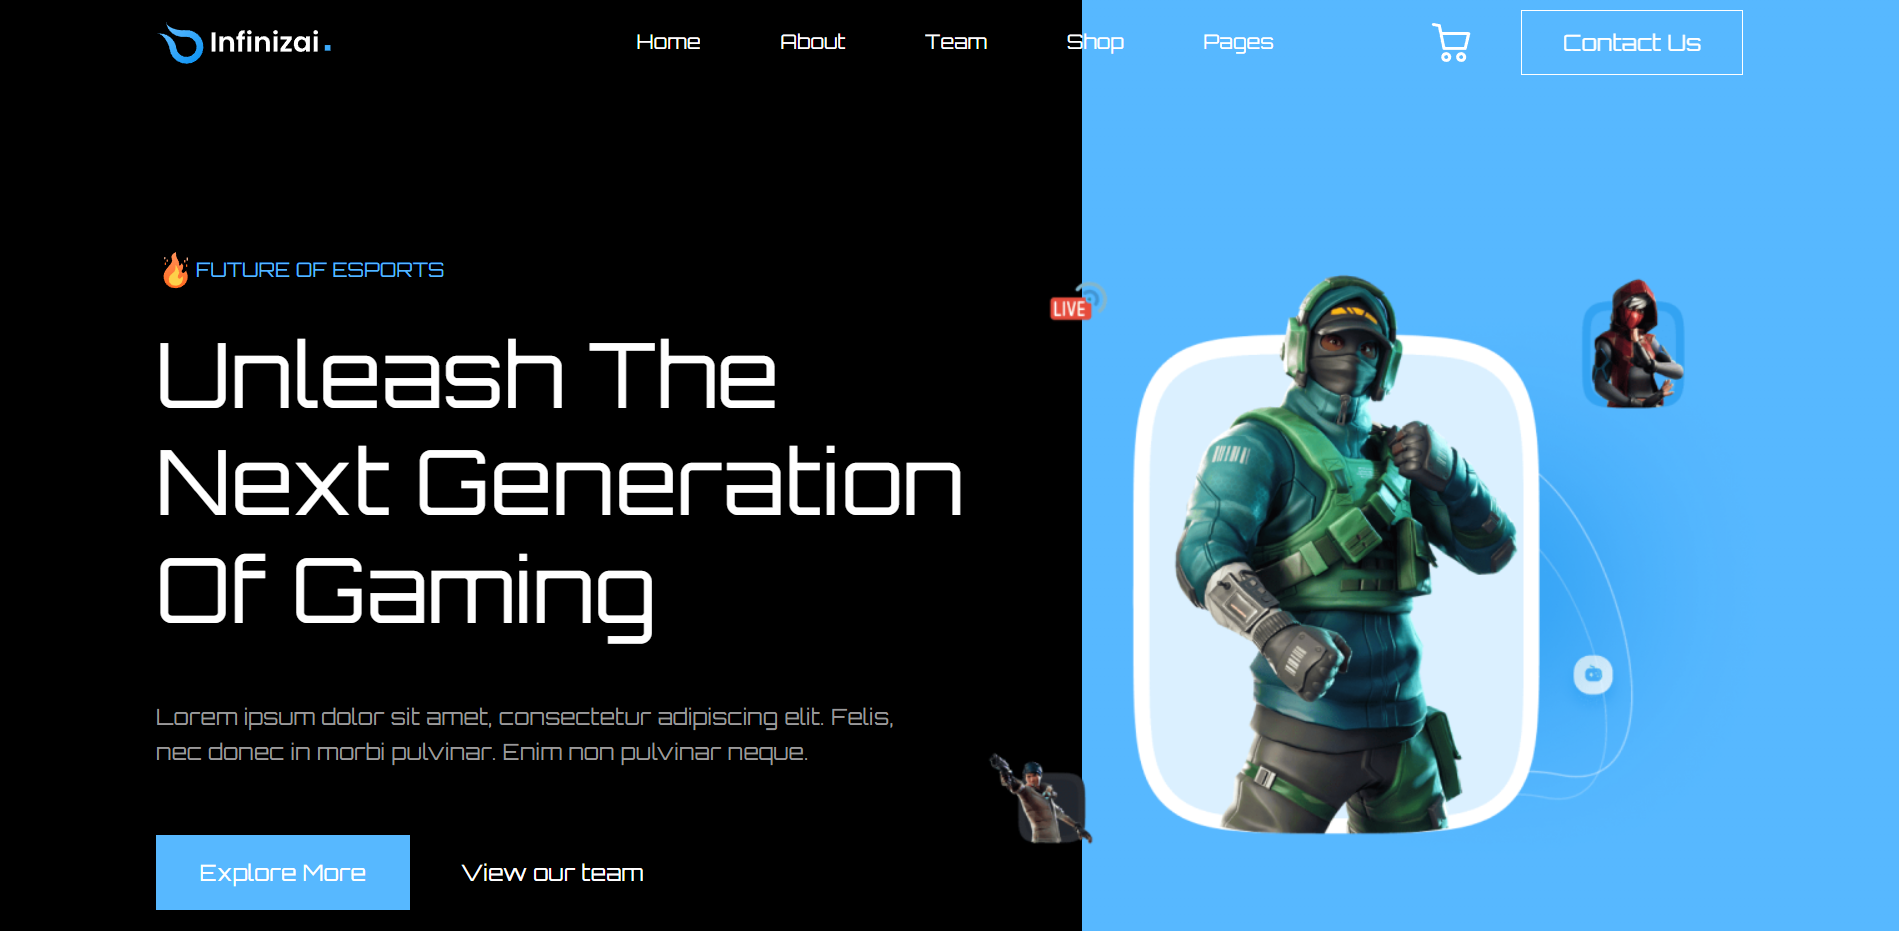 Infinizai.
Home
About
Team
Shop
Pages
Contact Us
FUTURE OF ESPORTS
LIVE
Unleash The
Next Generation
Of Gaming
Lorem ipsum dolor sit amet, consectetur adipiscing elit. Felis,
nec donec in morbi pulvinar. Enim non pulvinar neque.
Explore More
View our team